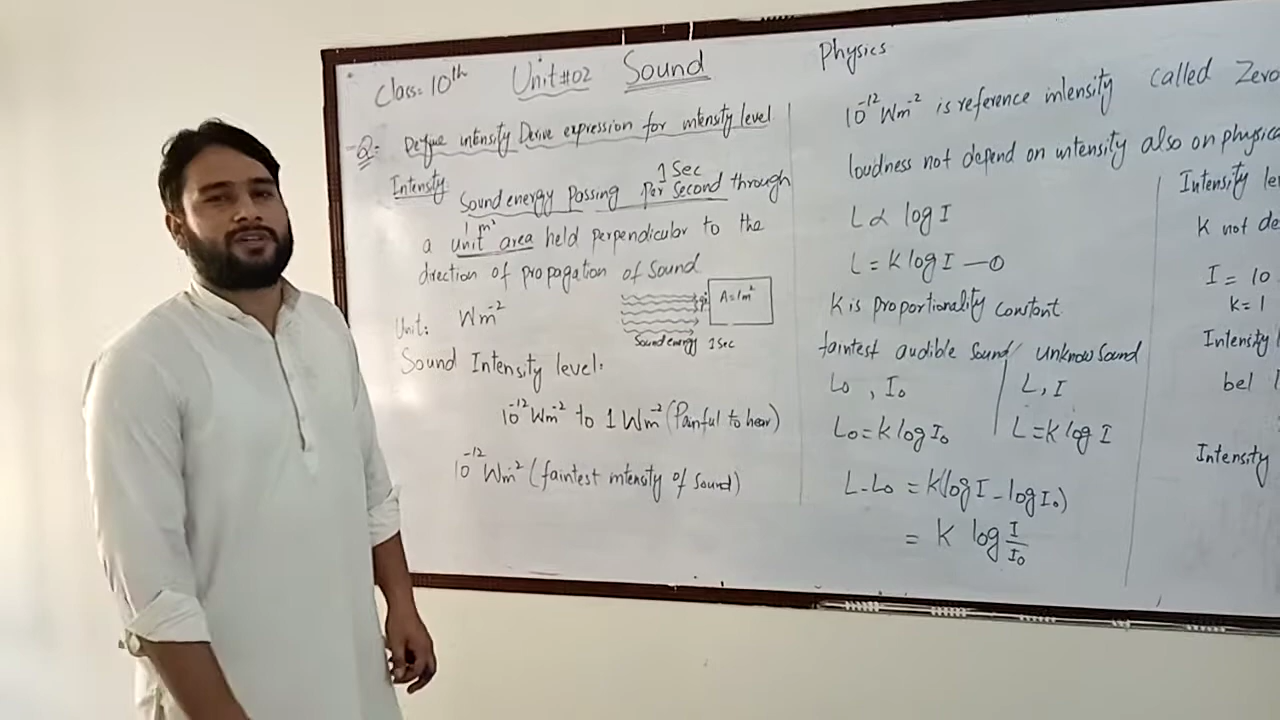 Class: 10th Unit#02 Sound
Q: Define intensity Derive expression for intensity level
Intensity: Sound energy Passing Per Second through
1 Sec
1 m²
a unit area held perpendicular to the
direction of propagation of Sound
A=1m²
Sound energy 1Sec
Unit: Wm⁻²
Sound Intensity level:
10⁻¹² Wm⁻² to 1 Wm⁻² (Painful to hear)
10⁻¹² Wm⁻² (faintest intensity of Sound)
Physics
10⁻¹² Wm⁻² is reference intensity called Zero
loudness not depend on intensity also on physica
L ∝ log I
L = K log I —①
K is proportionality constant
faintest audible Sound / unknow Sound
L₀ , I₀ / L, I
L₀ = K log I₀ / L = K log I
L - L₀ = K(log I - log I₀)
= K log I/I₀
Intensity le
K not de
I = 10
k = 1
Intensity
bel
Intensity